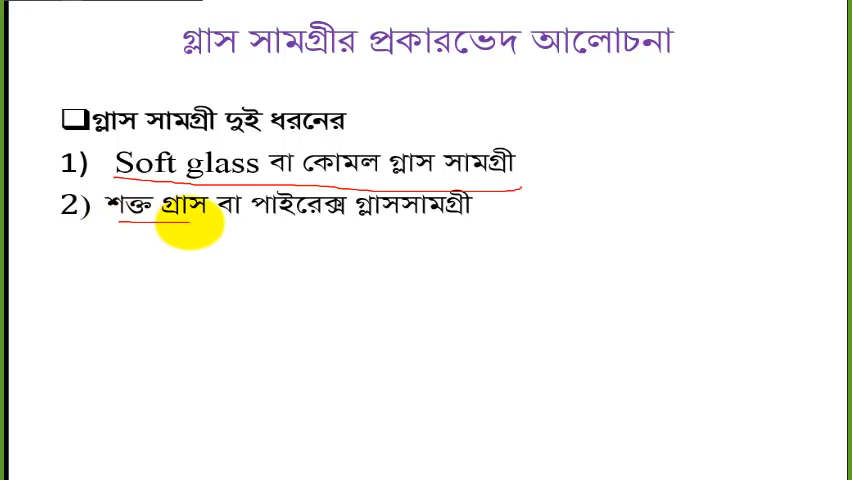 গ্লাস সামগ্রীর প্রকারভেদ আলোচনা
গ্লাস সামগ্রী দুই ধরনের
1) Soft glass বা কোমল গ্লাস সামগ্রী
2) শক্ত গ্রাস বা পাইরেক্স গ্লাসসামগ্রী